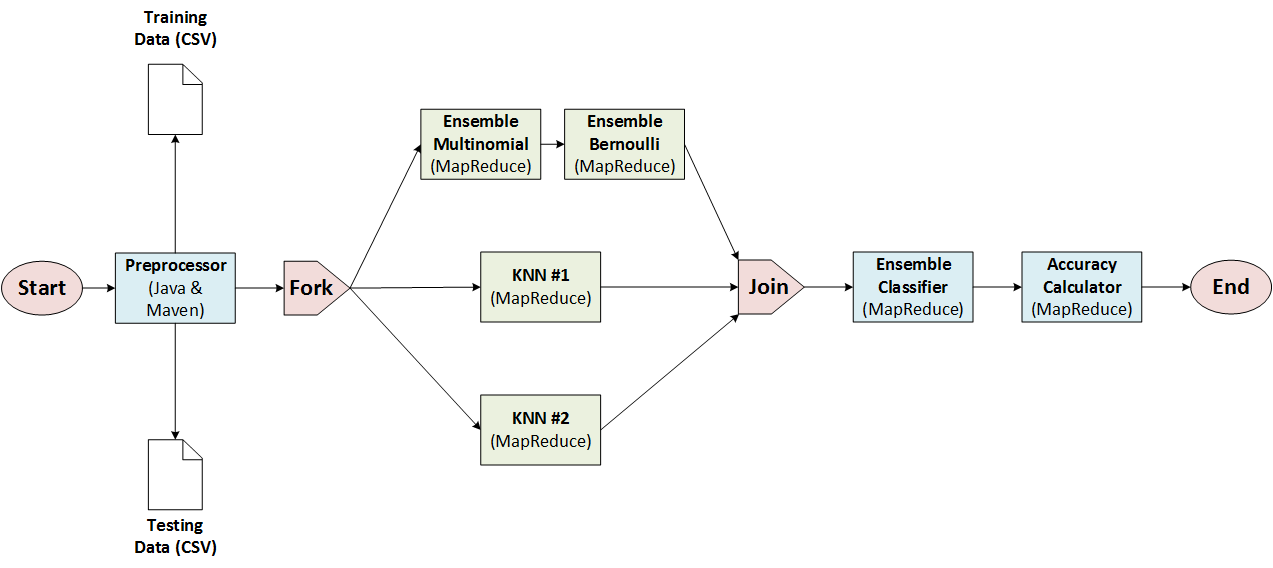 Training
Data (CSV)
Ensemble
Multinomial
(MapReduce)
Ensemble
Bernoulli
(MapReduce)
Start
Preprocessor
(Java &
Maven)
Fork
KNN #1
(MapReduce)
Join
Ensemble
Classifier
(MapReduce)
Accuracy
Calculator
(MapReduce)
End
KNN #2
(MapReduce)
Testing
Data (CSV)